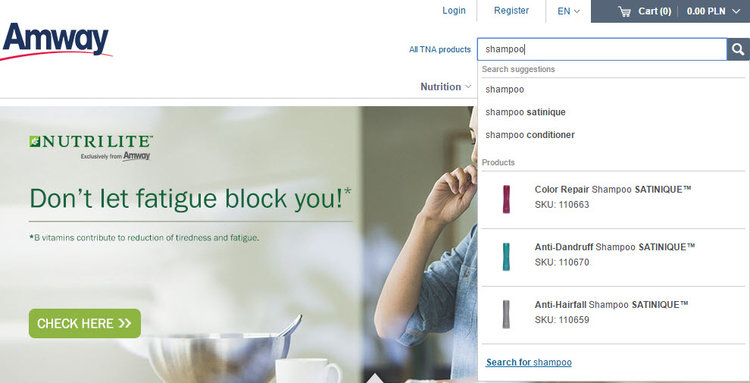 Login
Register
EN
Cart (0)
0.00 PLN
Amway
All TNA products
shampoo
Search suggestions
Nutrition
shampoo
shampoo satinique
shampoo conditioner
Products
NUTRILITE™
Exclusively from Amway
Don't let fatigue block you!*
*B vitamins contribute to reduction of tiredness and fatigue.
CHECK HERE >>
Color Repair Shampoo SATINIQUE™
SKU: 110663
Anti-Dandruff Shampoo SATINIQUE™
SKU: 110670
Anti-Hairfall Shampoo SATINIQUE™
SKU: 110659
Search for shampoo